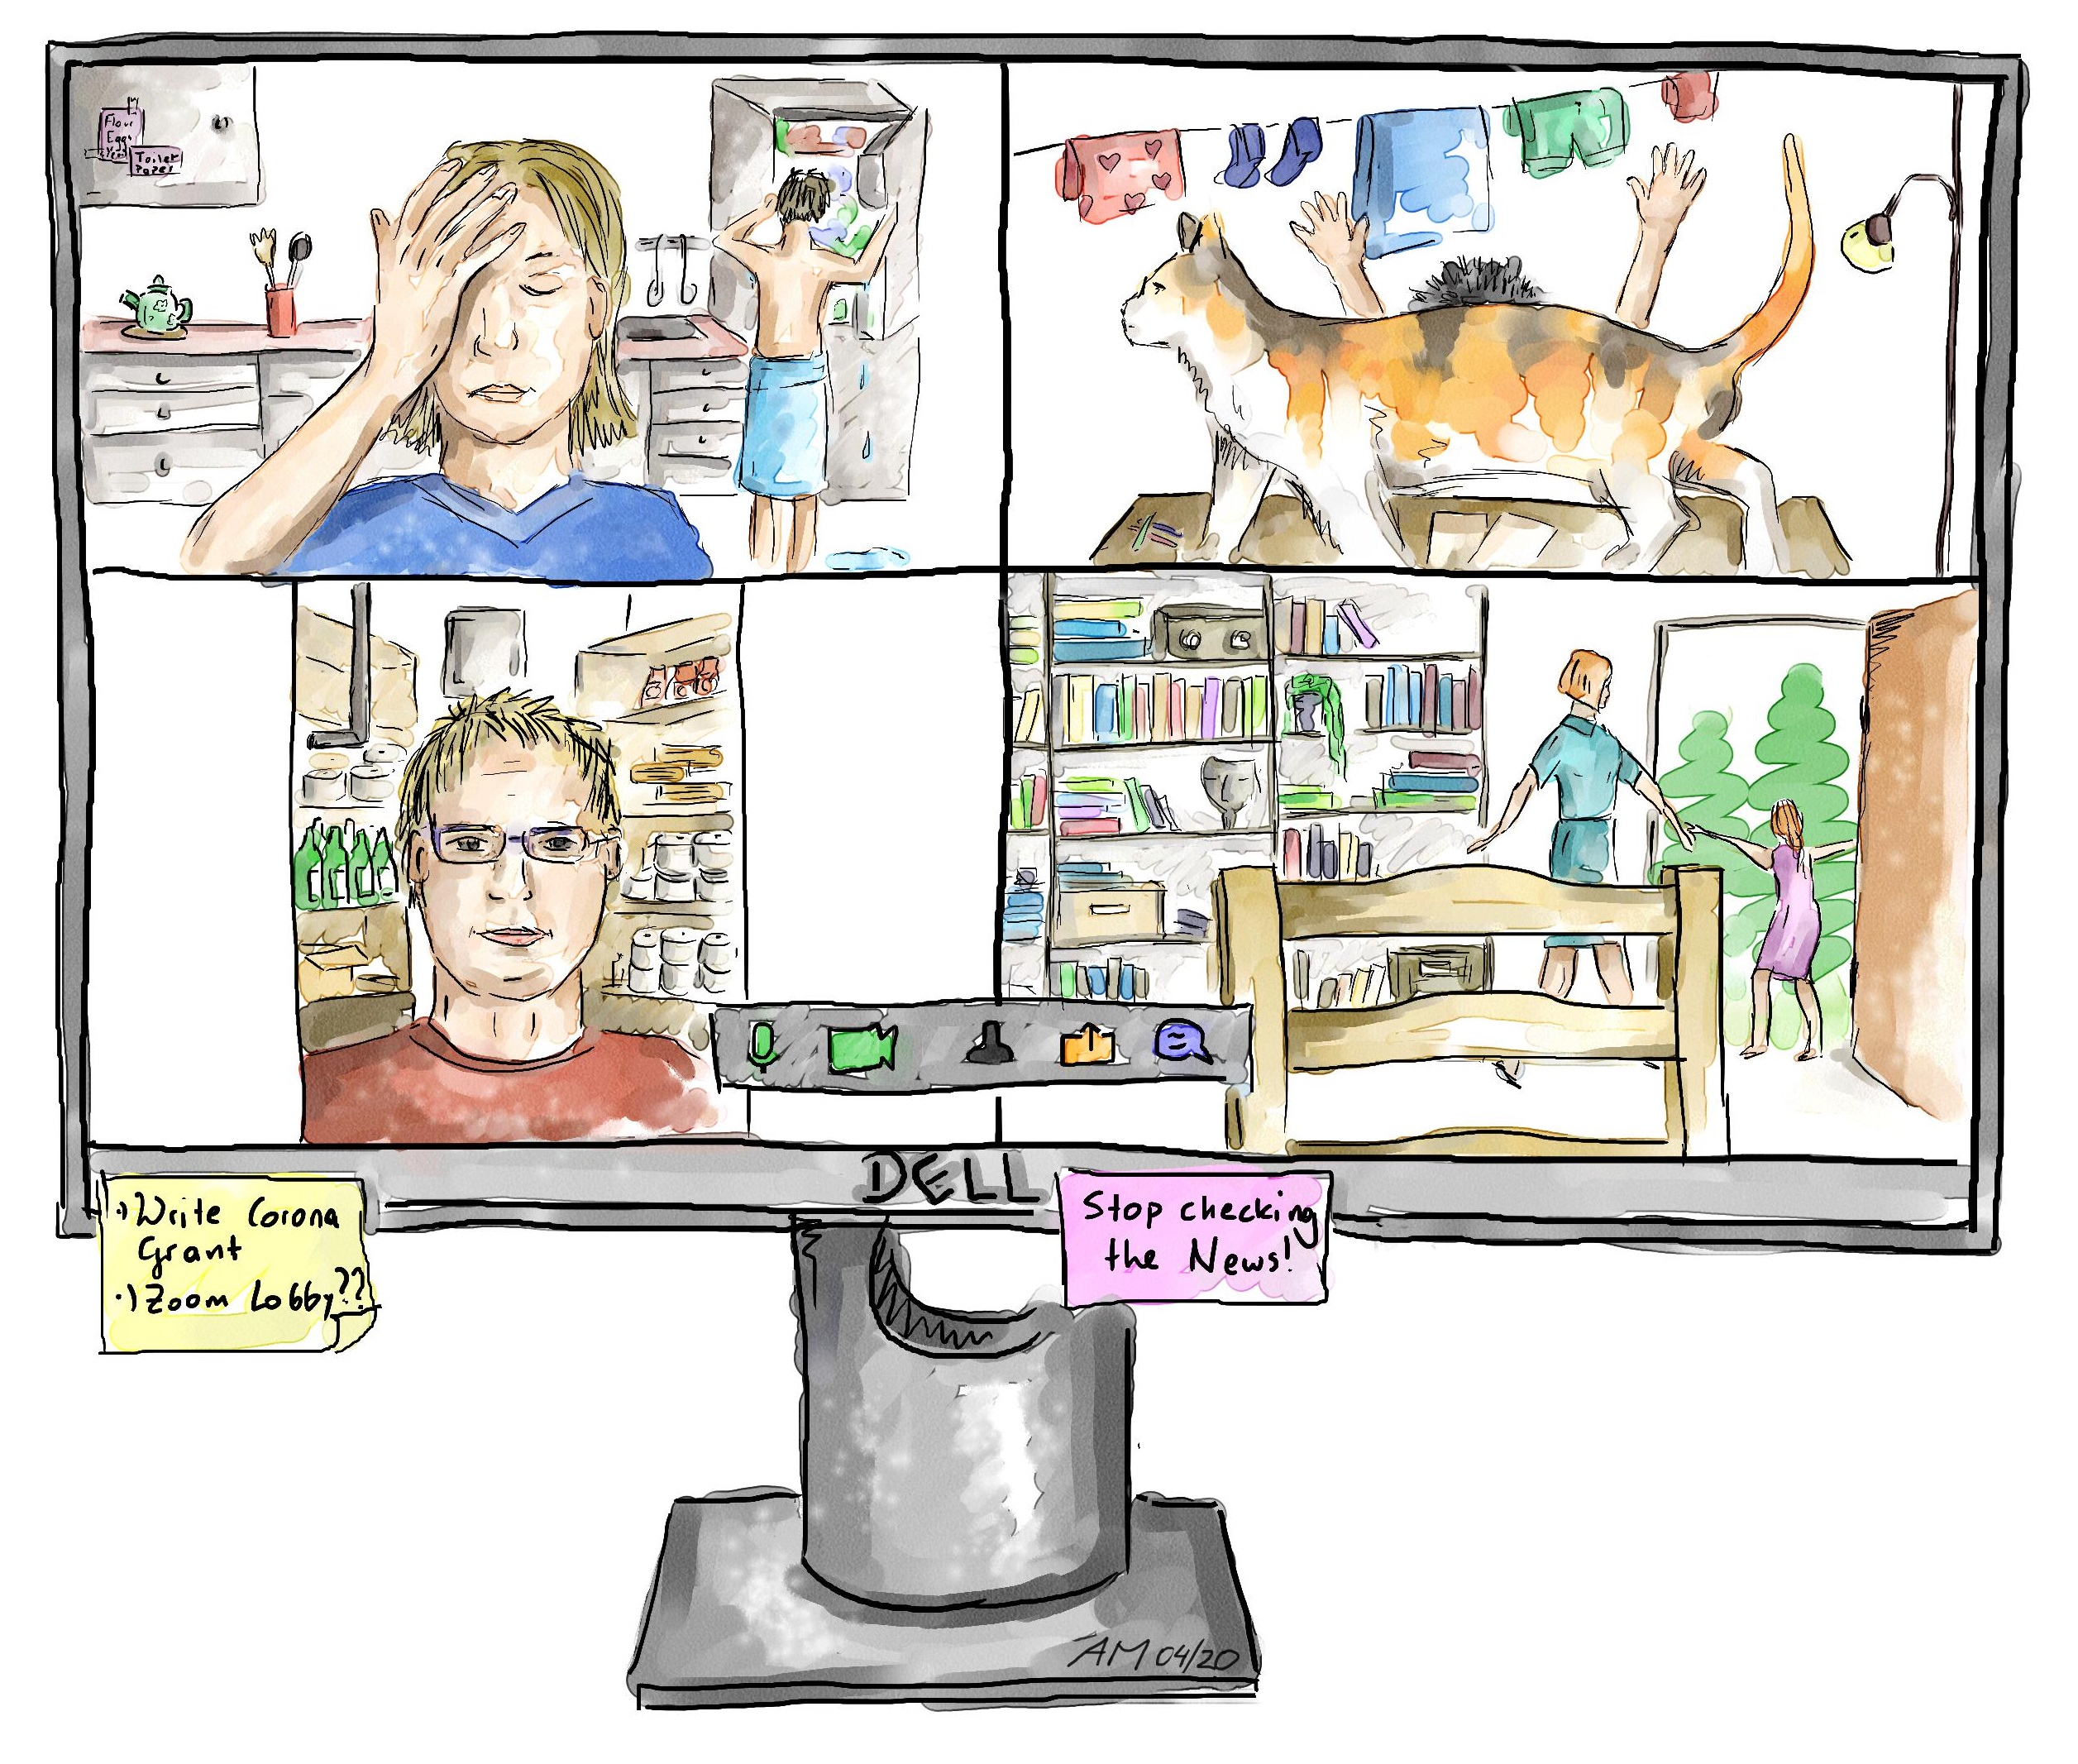 Flour
Eggs
Yeast
Toilet
Paper
DELL
·) Write Corona
Grant
·) Zoom Lobby??
Stop checking
the News!
AM 04/20